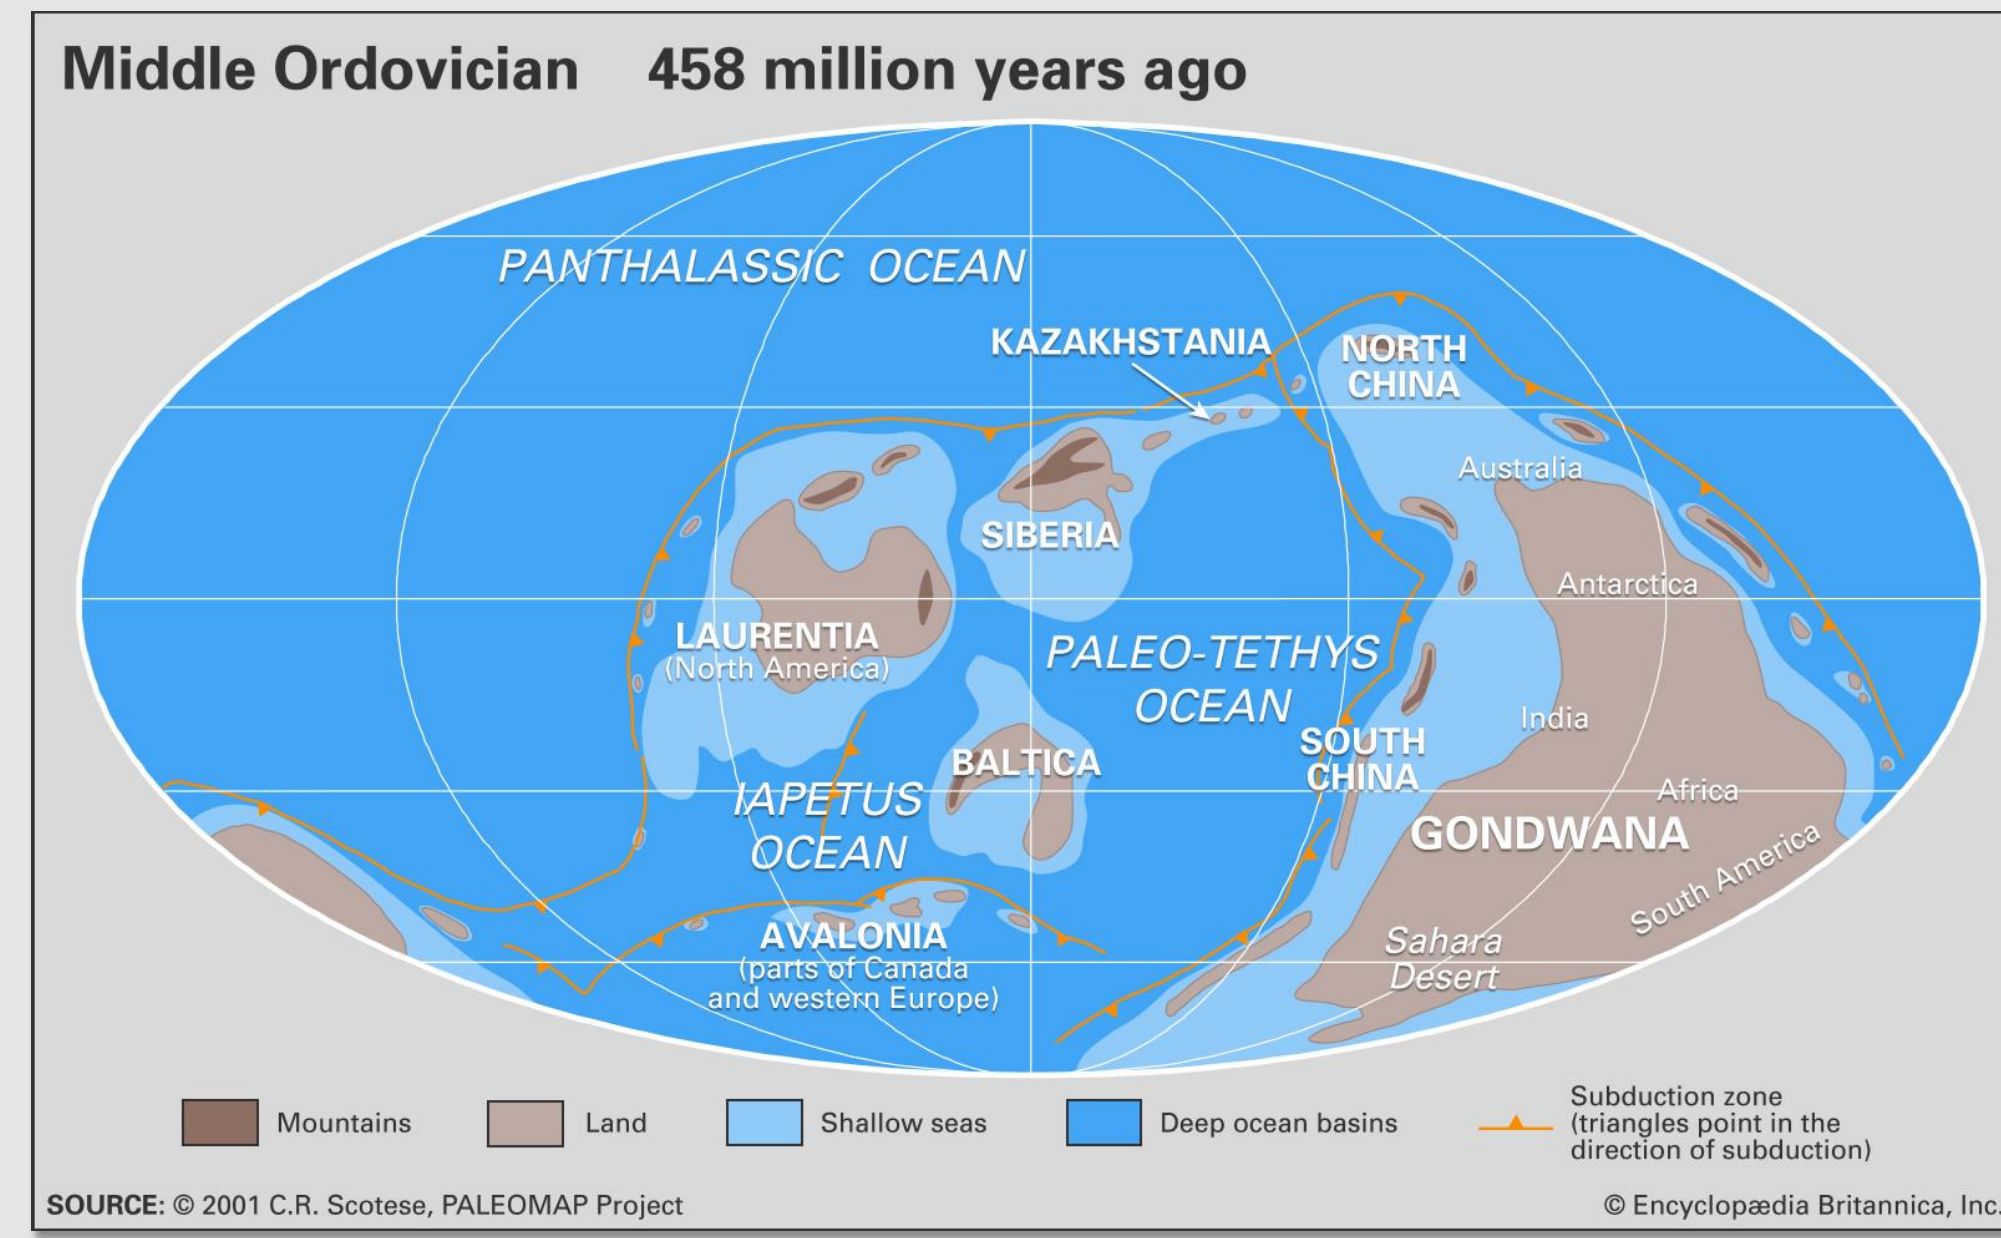 Middle Ordovician 458 million years ago
PANTHALASSIC OCEAN
KAZAKHSTANIA
NORTH
CHINA
Australia
SIBERIA
Antarctica
LAURENTIA
(North America)
PALEO-TETHYS
OCEAN
India
SOUTH
CHINA
BALTICA
IAPETUS
OCEAN
Africa
GONDWANA
South America
AVALONIA
(parts of Canada
and western Europe)
Sahara
Desert
Mountains
Land
Shallow seas
Deep ocean basins
Subduction zone
(triangles point in the
direction of subduction)
SOURCE: © 2001 C.R. Scotese, PALEOMAP Project
© Encyclopædia Britannica, Inc.